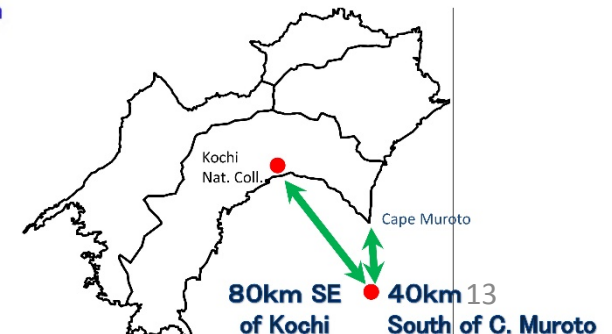 Kochi
Nat. Coll.
Cape Muroto
80km SE
of Kochi
40km
South of C. Muroto
13